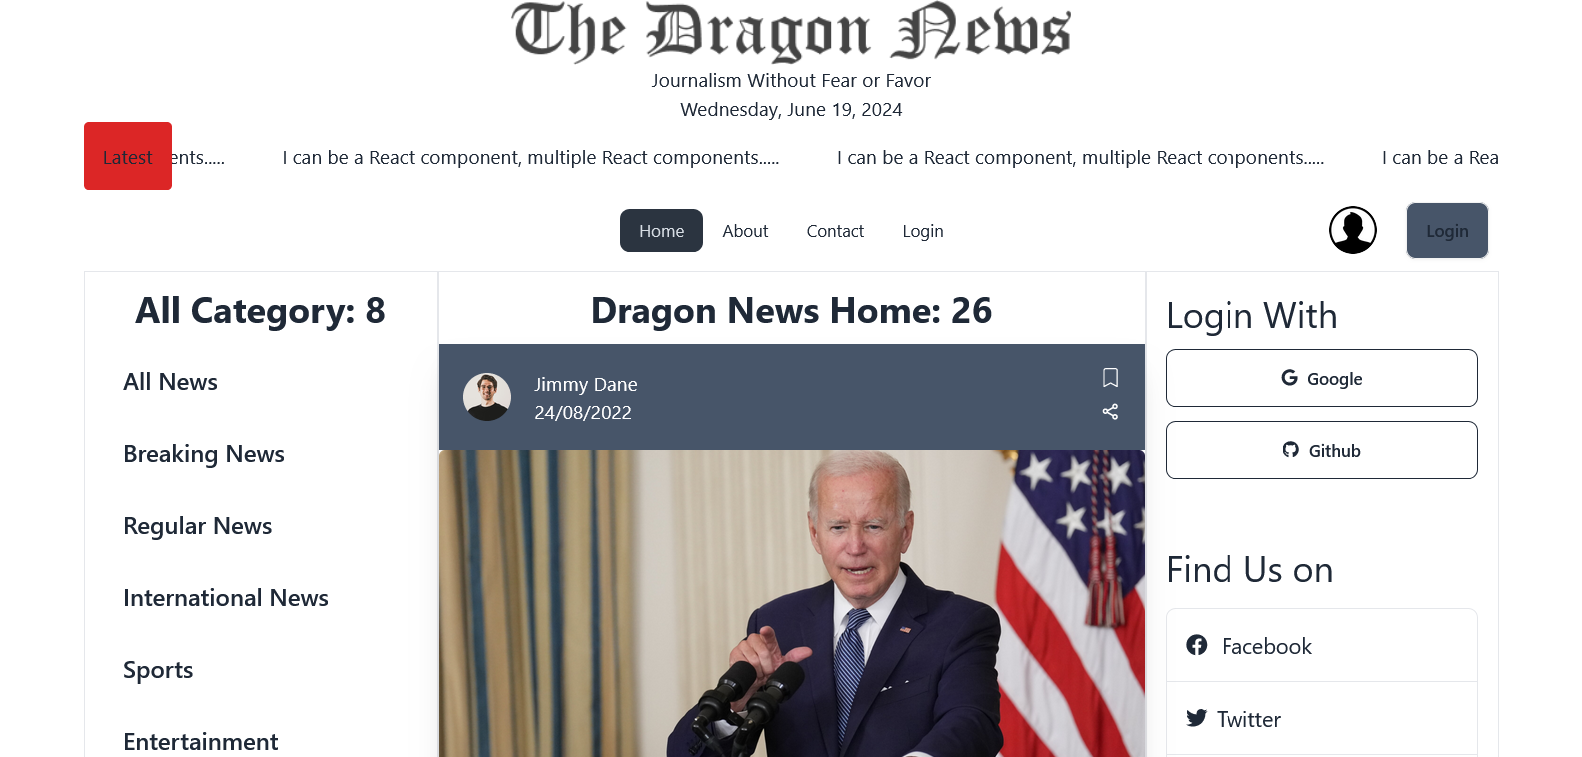 The Dragon News
Journalism Without Fear or Favor
Wednesday, June 19, 2024
Latest ents..... I can be a React component, multiple React components..... I can be a React component, multiple React components..... I can be a Rea
Home About Contact Login Login
All Category: 8
All News
Breaking News
Regular News
International News
Sports
Entertainment
Dragon News Home: 26
Jimmy Dane
24/08/2022
Login With
Google
Github
Find Us on
Facebook
Twitter